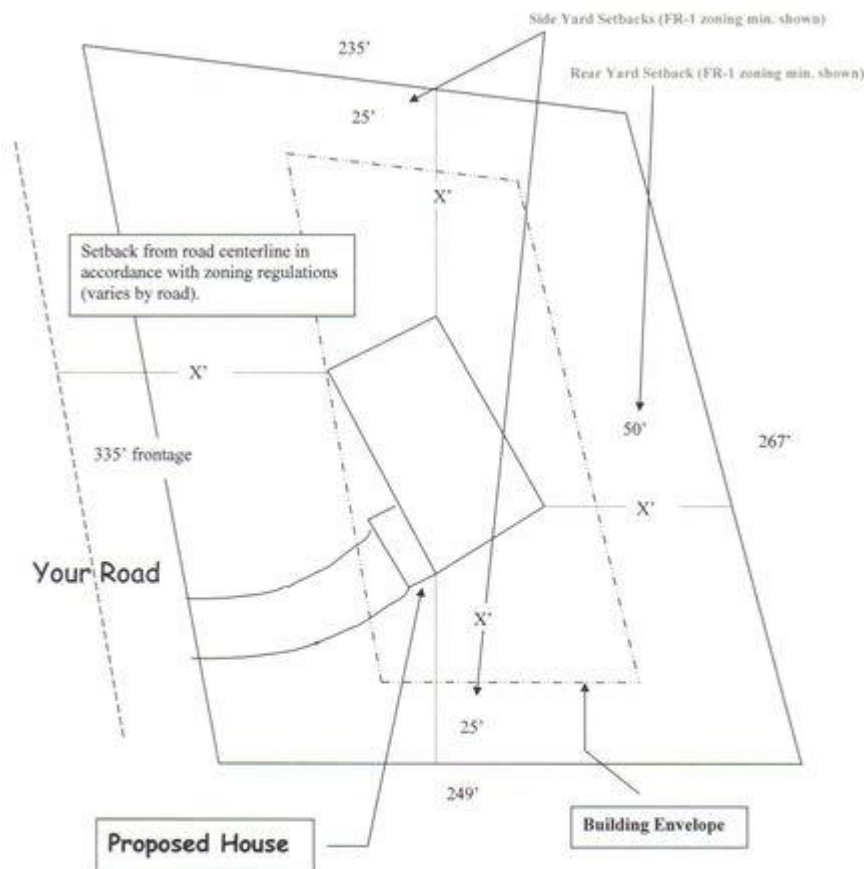 Side Yard Setbacks (FR-1 zoning min. shown)
235’
Rear Yard Setback (FR-1 zoning min. shown)
25’
X’
Setback from road centerline in
accordance with zoning regulations
(varies by road).
X’
50’
267’
335’ frontage
X’
Your Road
X’
25’
249’
Proposed House
Building Envelope